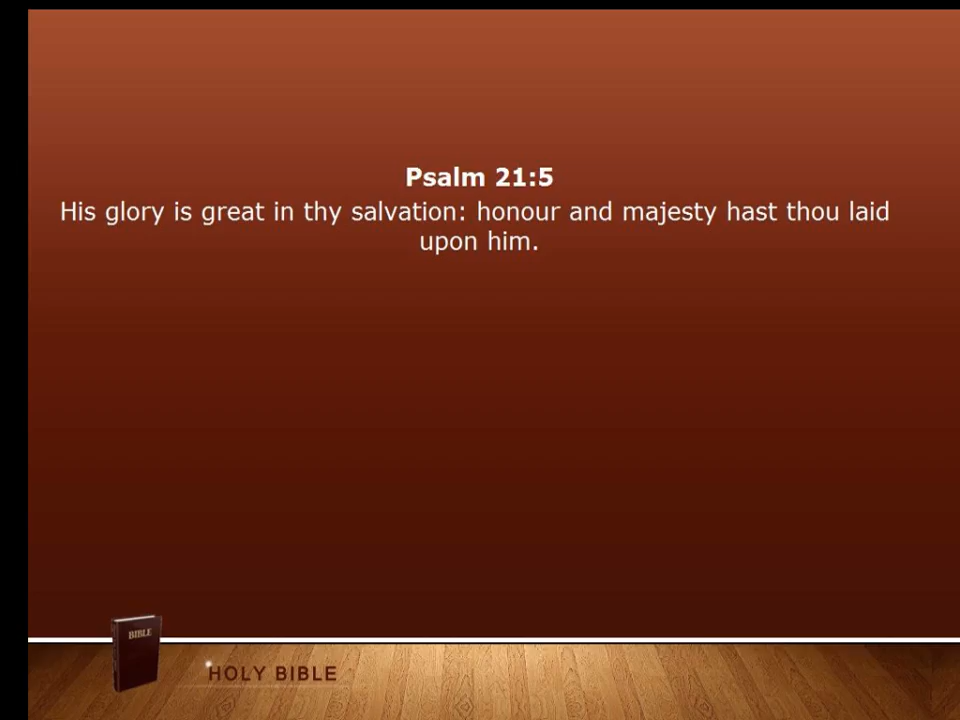 Psalm 21:5
His glory is great in thy salvation: honour and majesty hast thou laid
upon him.
BIBLE
HOLY BIBLE